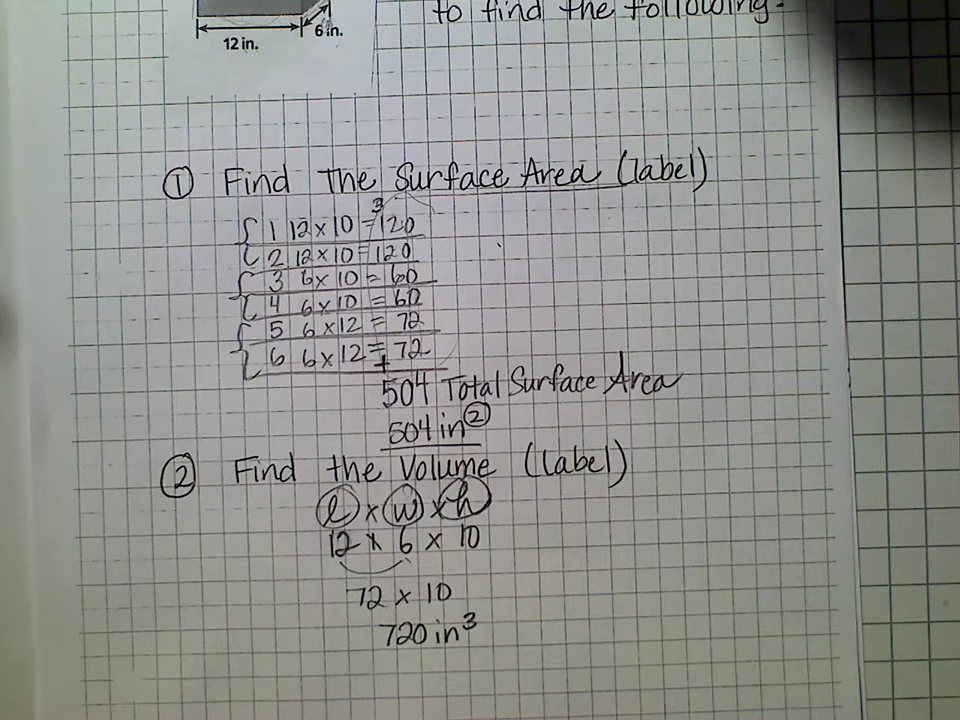 to find the following.
12 in.
6 in.
① Find the Surface Area (label)
3
1 12 x 10 = 120
2 12 x 10 = 120
3 6 x 10 = 60
4 6 x 10 = 60
5 6 x 12 = 72
6 6 x 12 = 72
+
504 Total Surface Area
504 in²
② Find the Volume (label)
l x w x h
12 x 6 x 10
72 x 10
720 in³